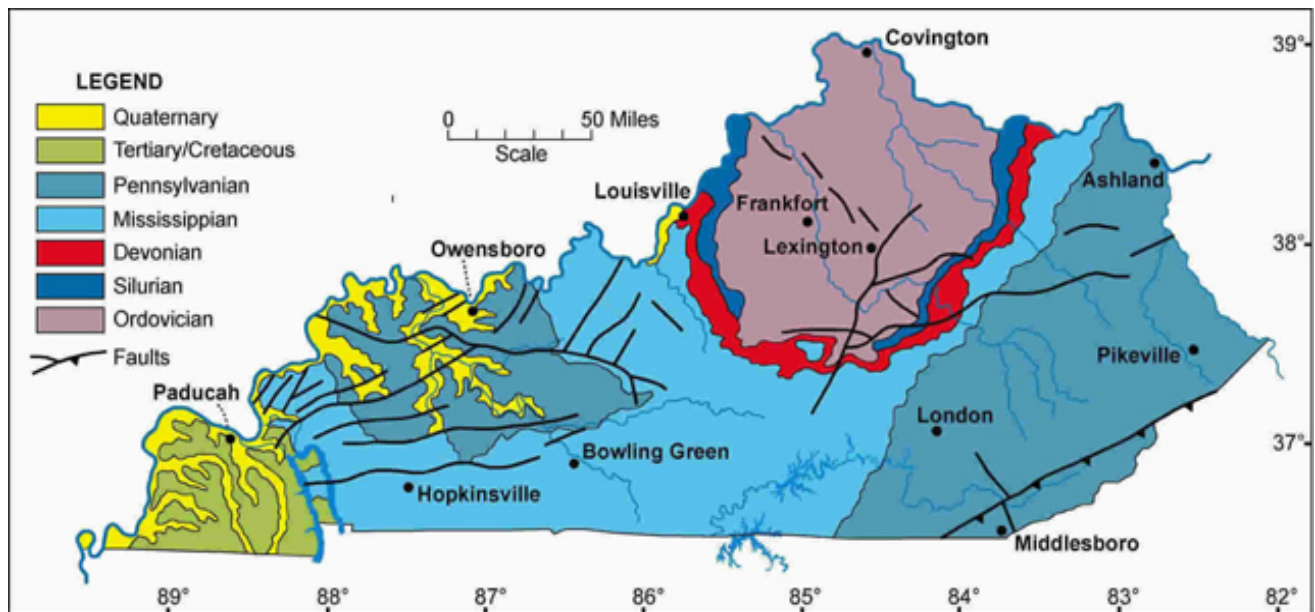 Covington
39°
LEGEND
Quaternary
Tertiary/Cretaceous
Pennsylvanian
Mississippian
Devonian
Silurian
Ordovician
Faults
0 50 Miles
Scale
Louisville
Frankfort
Lexington
Ashland
38°
Owensboro
Paducah
Pikeville
London
37°
Bowling Green
Hopkinsville
Middlesboro
89° 88° 87° 86° 85° 84° 83° 82°